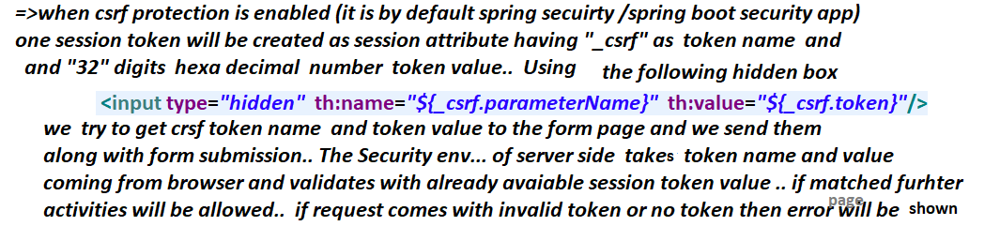 =>when csrf protection is enabled (it is by default spring secuirty /spring boot security app)
one session token will be created as session attribute having "_csrf" as token name and
and "32" digits hexa decimal number token value.. Using the following hidden box
<input type="hidden" th:name="${_csrf.parameterName}" th:value="${_csrf.token}"/>
we try to get crsf token name and token value to the form page and we send them
along with form submission.. The Security env... of server side takes token name and value
coming from browser and validates with already avaiable session token value .. if matched furhter
activities will be allowed.. if request comes with invalid token or no token then error page will be shown